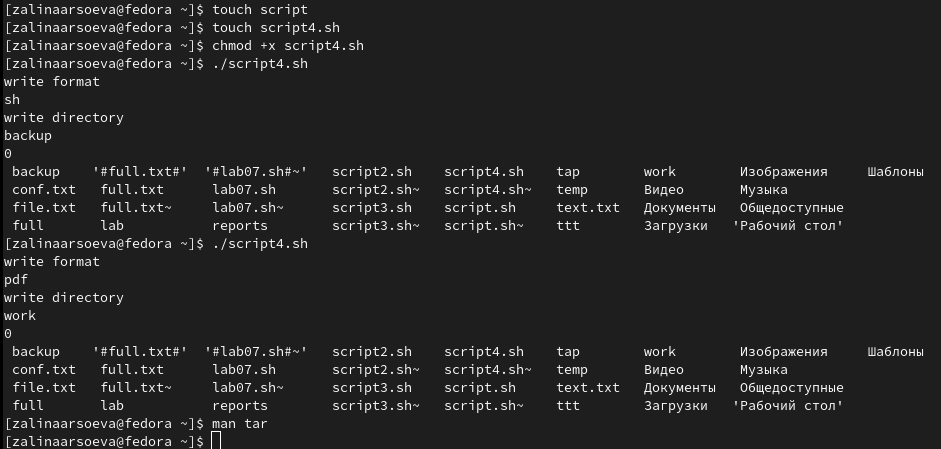 [zalinaarsoeva@fedora ~]$ touch script
[zalinaarsoeva@fedora ~]$ touch script4.sh
[zalinaarsoeva@fedora ~]$ chmod +x script4.sh
[zalinaarsoeva@fedora ~]$ ./script4.sh
write format
sh
write directory
backup
0
 backup    '#full.txt#'  '#lab07.sh#~'   script2.sh    script4.sh    tap        work        Изображения     Шаблоны
 conf.txt   full.txt      lab07.sh       script2.sh~   script4.sh~   temp       Видео       Музыка
 file.txt   full.txt~     lab07.sh~      script3.sh    script.sh     text.txt   Документы   Общедоступные
 full       lab           reports        script3.sh~   script.sh~    ttt        Загрузки   'Рабочий стол'
[zalinaarsoeva@fedora ~]$ ./script4.sh
write format
pdf
write directory
work
0
 backup    '#full.txt#'  '#lab07.sh#~'   script2.sh    script4.sh    tap        work        Изображения     Шаблоны
 conf.txt   full.txt      lab07.sh       script2.sh~   script4.sh~   temp       Видео       Музыка
 file.txt   full.txt~     lab07.sh~      script3.sh    script.sh     text.txt   Документы   Общедоступные
 full       lab           reports        script3.sh~   script.sh~    ttt        Загрузки   'Рабочий стол'
[zalinaarsoeva@fedora ~]$ man tar
[zalinaarsoeva@fedora ~]$